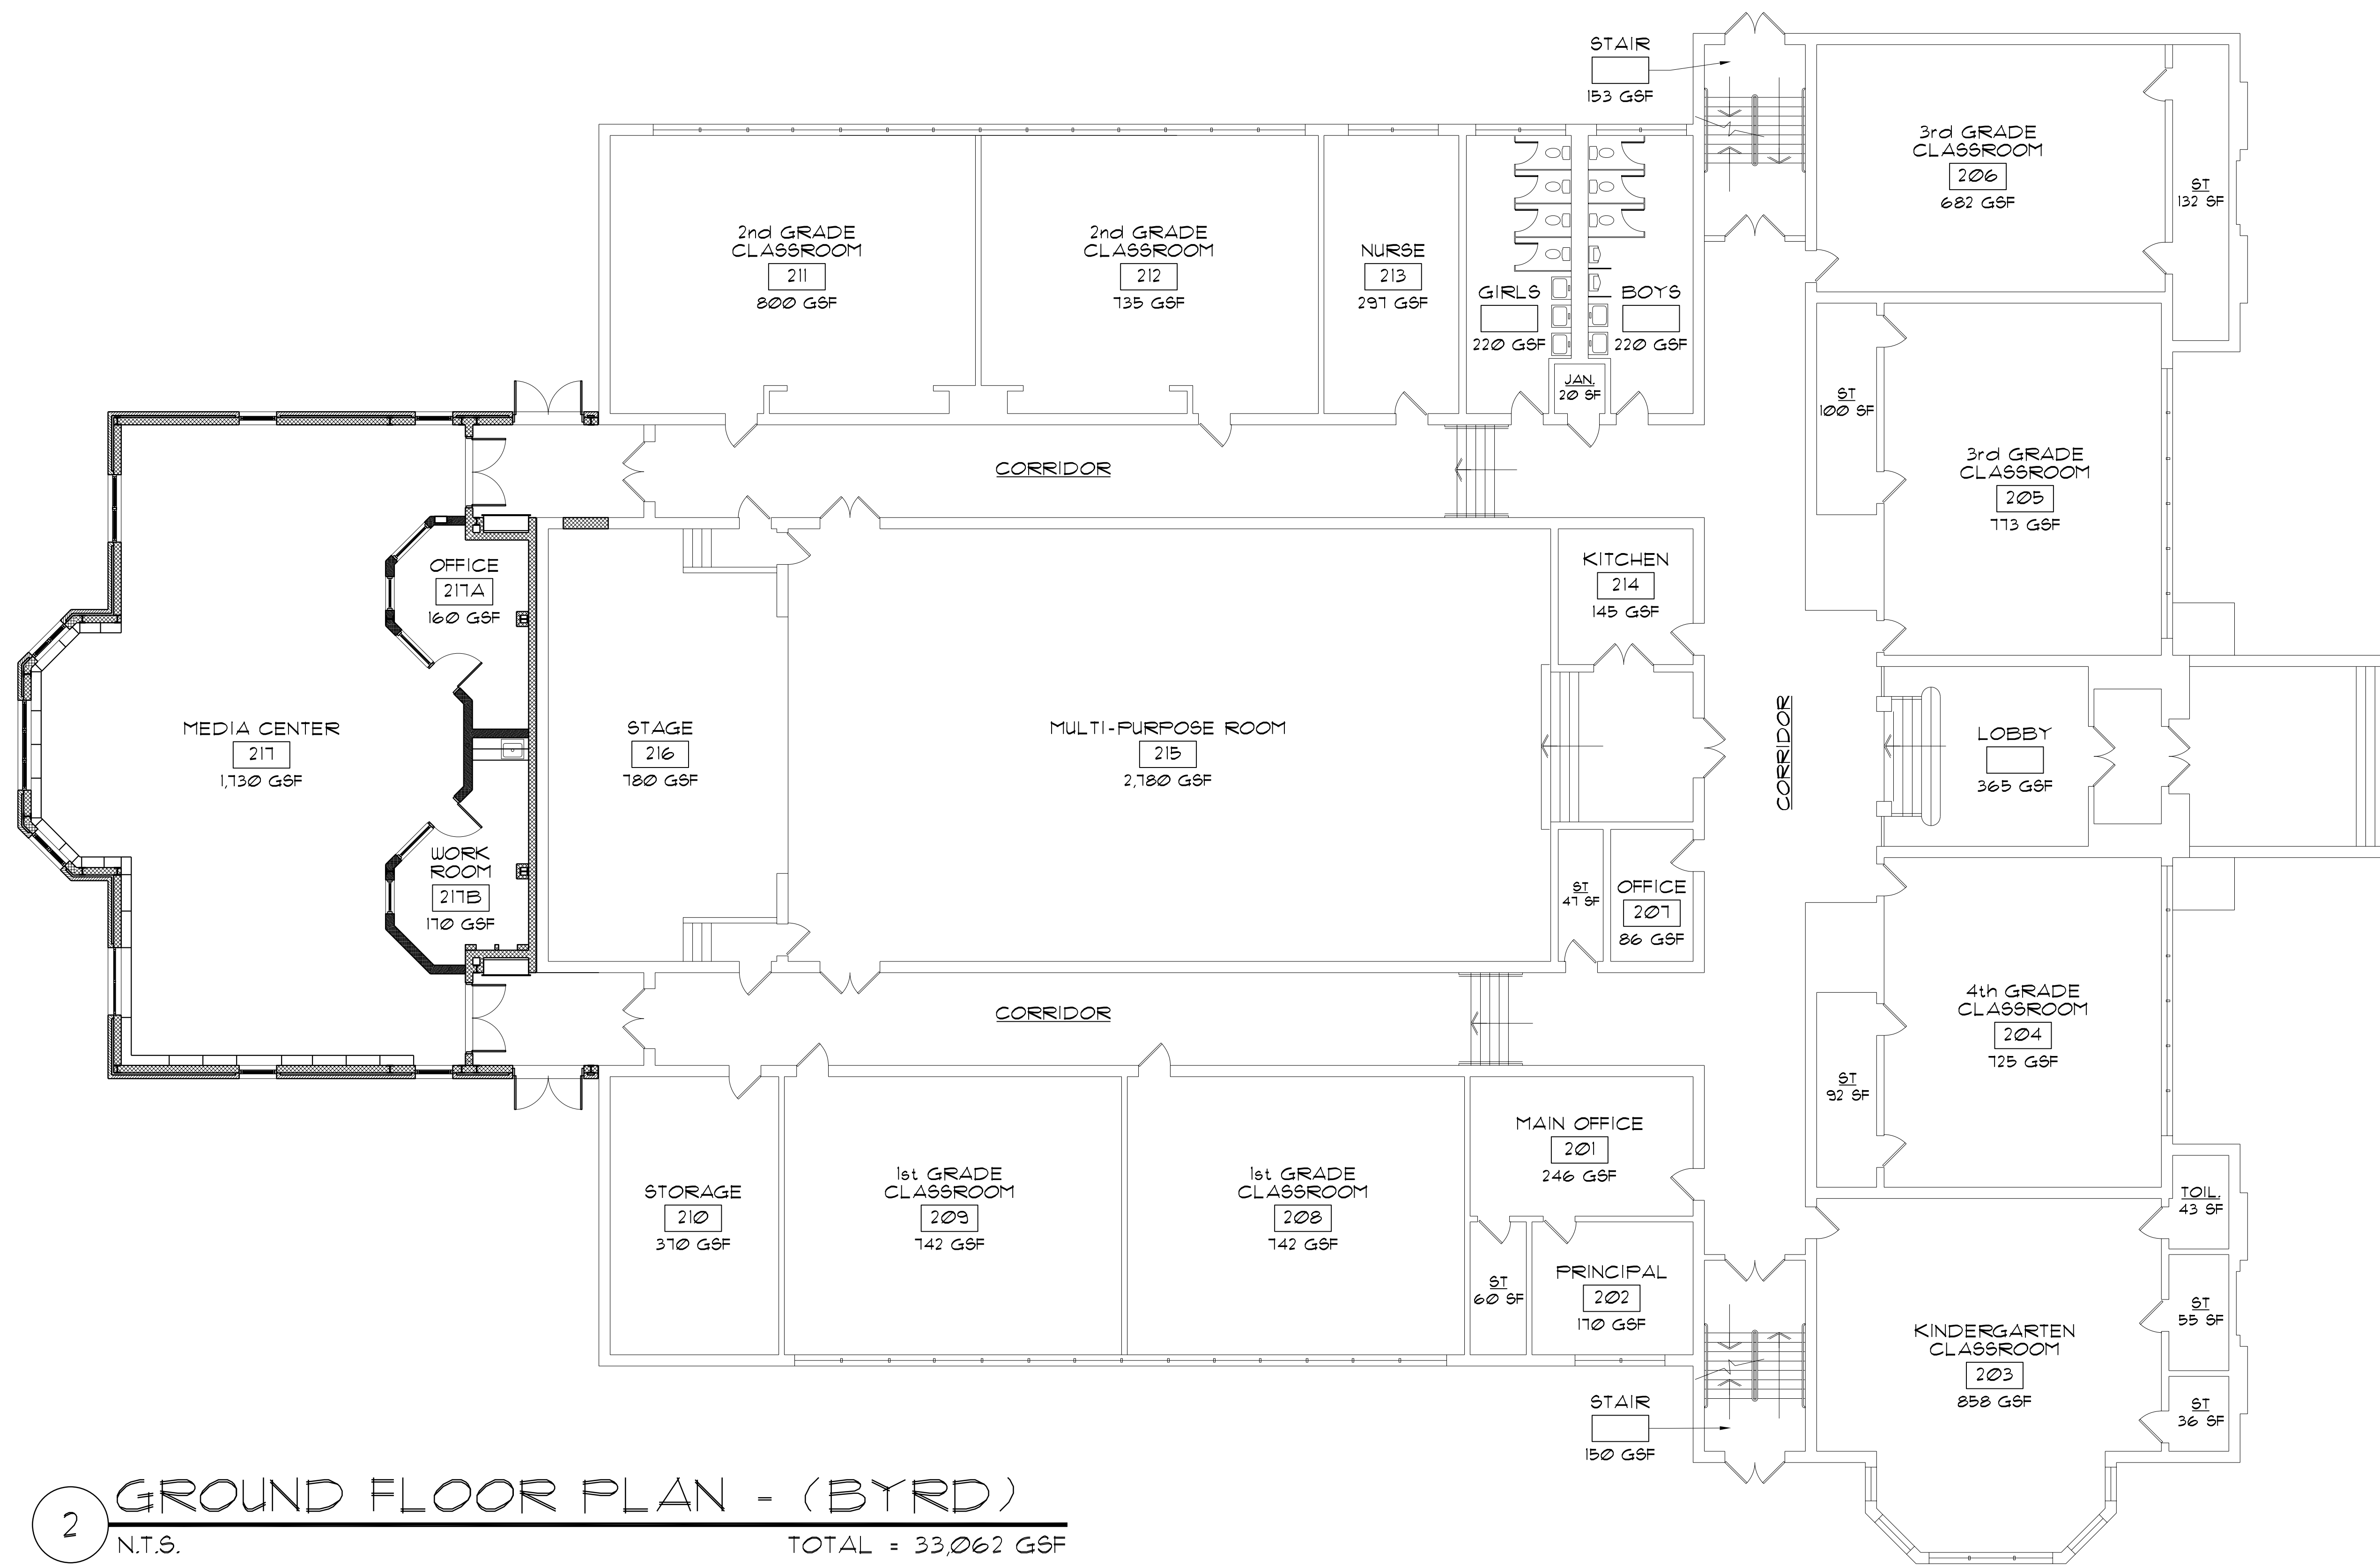 STAIR
153 GSF
3rd GRADE
CLASSROOM
206
682 GSF
ST
132 SF
2nd GRADE
CLASSROOM
211
800 GSF
2nd GRADE
CLASSROOM
212
735 GSF
NURSE
213
297 GSF
GIRLS
220 GSF
BOYS
220 GSF
JAN.
20 SF
ST
100 SF
3rd GRADE
CLASSROOM
205
773 GSF
CORRIDOR
OFFICE
217A
160 GSF
KITCHEN
214
145 GSF
MEDIA CENTER
217
1,730 GSF
STAGE
216
780 GSF
MULTI-PURPOSE ROOM
215
2,780 GSF
CORRIDOR
LOBBY
365 GSF
WORK
ROOM
217B
170 GSF
ST
47 SF
OFFICE
207
86 GSF
CORRIDOR
4th GRADE
CLASSROOM
204
725 GSF
ST
92 SF
MAIN OFFICE
201
246 GSF
STORAGE
210
370 GSF
1st GRADE
CLASSROOM
209
742 GSF
1st GRADE
CLASSROOM
208
742 GSF
TOIL.
43 SF
ST
60 SF
PRINCIPAL
202
170 GSF
ST
55 SF
KINDERGARTEN
CLASSROOM
203
858 GSF
ST
36 SF
STAIR
150 GSF
2
GROUND FLOOR PLAN - (BYRD)
N.T.S.
TOTAL = 33,062 GSF